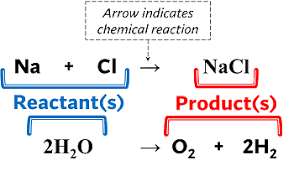 Arrow indicates
chemical reaction
Na + Cl → NaCl
Reactant(s) Product(s)
2H₂O → O₂ + 2H₂